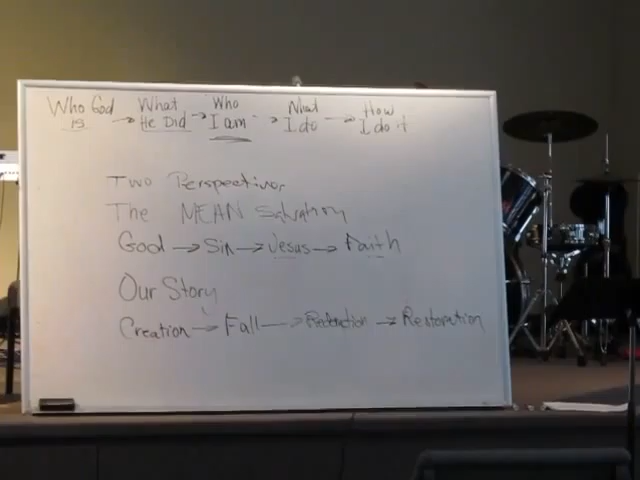 Who God is → What He Did → Who I am → What I do → How I do it
Two Perspectives
The MEAN Salvation
God → Sin → Jesus → Faith
Our Story
Creation → Fall → Redemption → Restoration